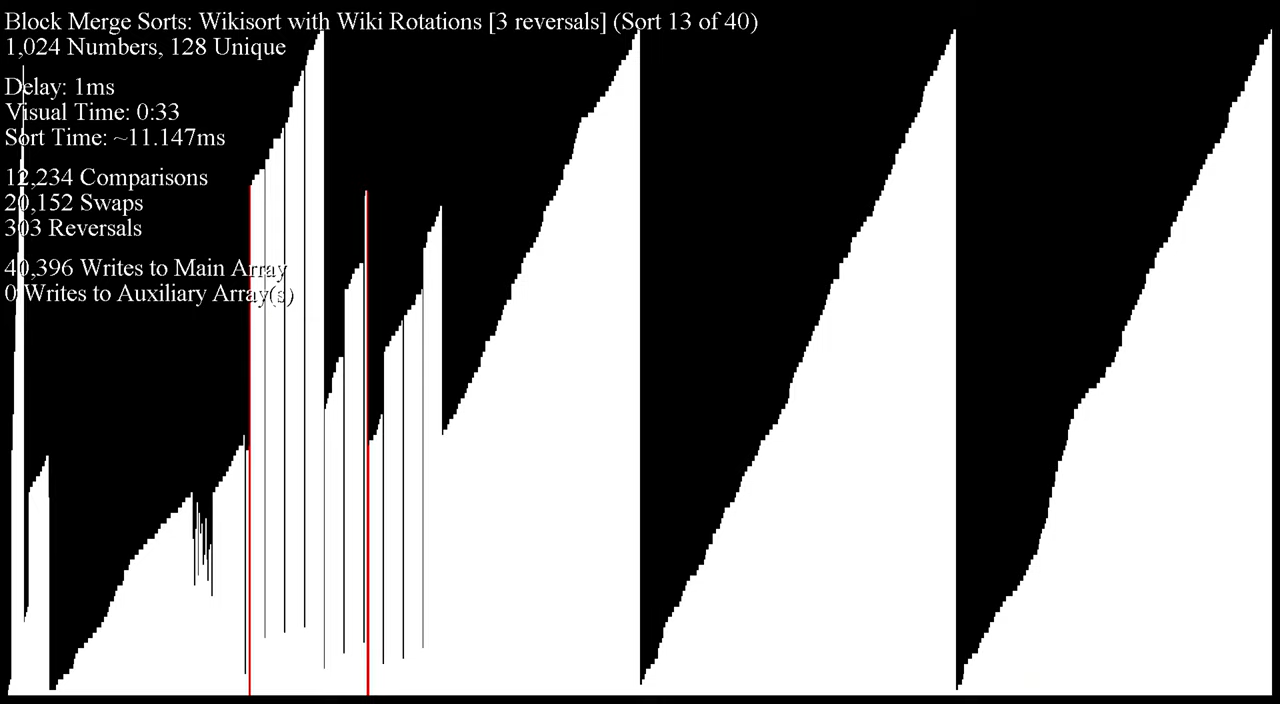 Block Merge Sorts: Wikisort with Wiki Rotations [3 reversals] (Sort 13 of 40)
1,024 Numbers, 128 Unique
Delay: 1ms
Visual Time: 0:33
Sort Time: ~11.147ms
12,234 Comparisons
20,152 Swaps
303 Reversals
40,396 Writes to Main Array
0 Writes to Auxiliary Array(s)